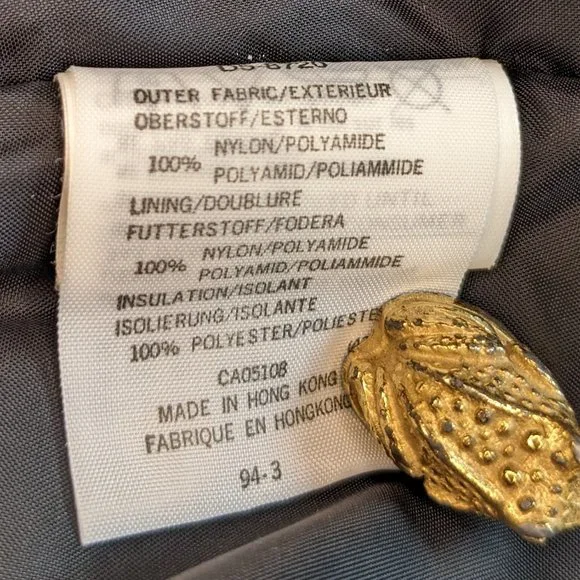 OUTER FABRIC/EXTERIEUR
OBERSTOFF/ESTERNO
100% NYLON/POLYAMIDE
POLYAMID/POLIAMMIDE
LINING/DOUBLURE
FUTTERSTOFF/FODERA
100% NYLON/POLYAMIDE
POLYAMID/POLIAMMIDE
INSULATION/ISOLANT
ISOLIERUNG/ISOLANTE
100% POLYESTER/POLIESTE
CA05108
MADE IN HONG KONG
FABRIQUE EN HONGKONG
94-3